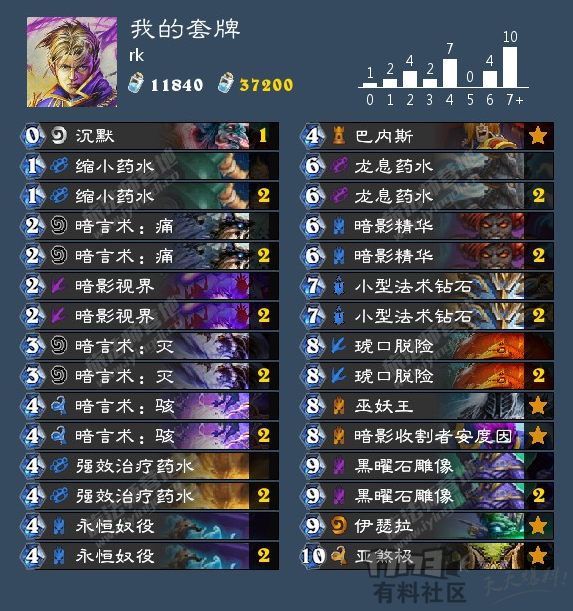 我的套牌
rk
11840 37200
1 2 4 2 7 0 4 10
0 1 2 3 4 5 6 7+
0 沉默 1
1 缩小药水
1 缩小药水 2
2 暗言术：痛
2 暗言术：痛 2
2 暗影视界
2 暗影视界 2
3 暗言术：灭
3 暗言术：灭 2
4 暗言术：骇
4 暗言术：骇 2
4 强效治疗药水
4 强效治疗药水 2
4 永恒奴役
4 永恒奴役 2
4 巴内斯
6 龙息药水
6 龙息药水 2
6 暗影精华
6 暗影精华 2
7 小型法术钻石
7 小型法术钻石 2
8 琥口脱险
8 琥口脱险 2
8 巫妖王
8 暗影收割者安度因
9 黑曜石雕像
9 黑曜石雕像 2
9 伊瑟拉
10 亚煞极
有料社区